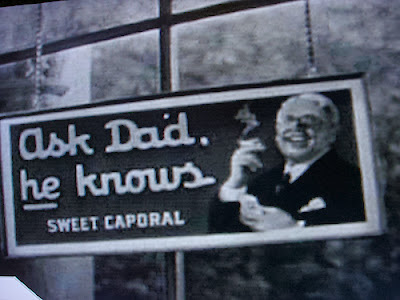 Ask Dad.
he knows
SWEET CAPORAL